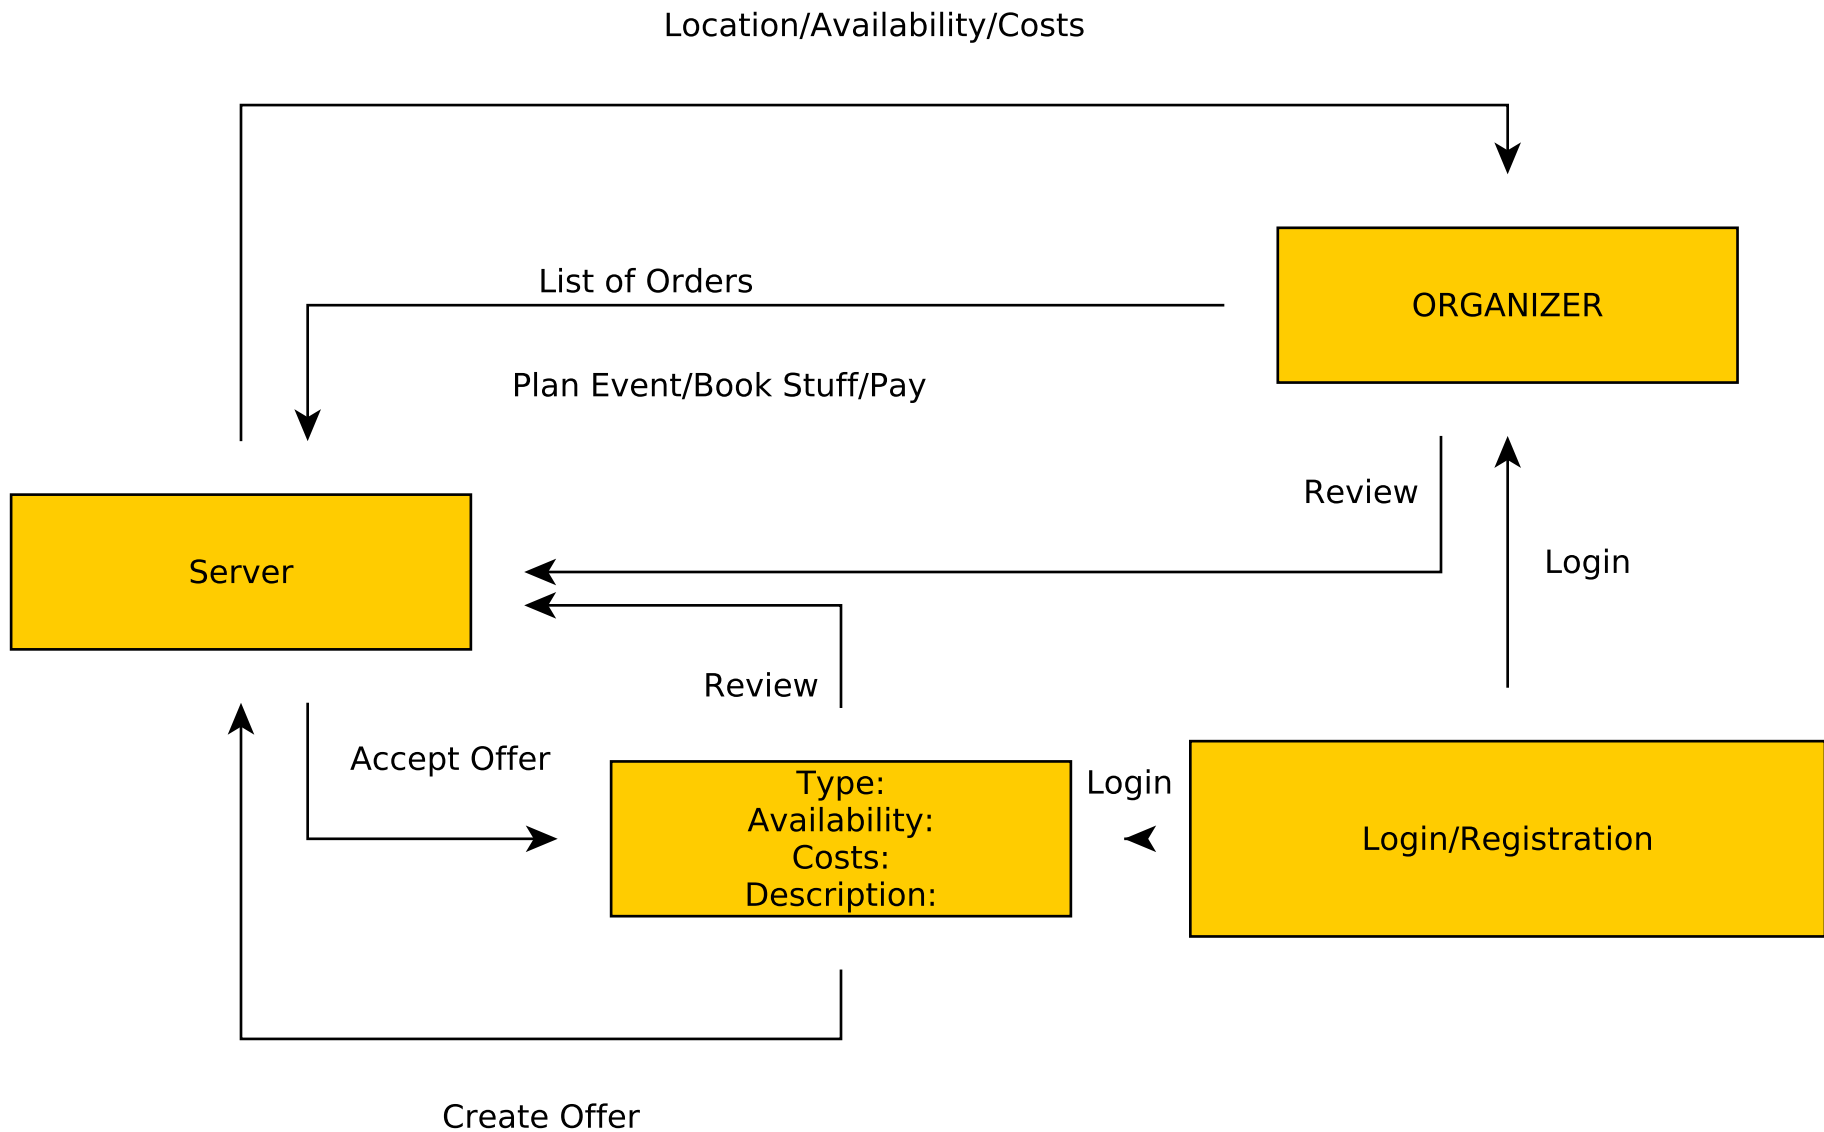 Location/Availability/Costs
List of Orders
ORGANIZER
Plan Event/Book Stuff/Pay
Review
Login
Server
Review
Accept Offer
Type:
Availability:
Costs:
Description:
Login
Login/Registration
Create Offer